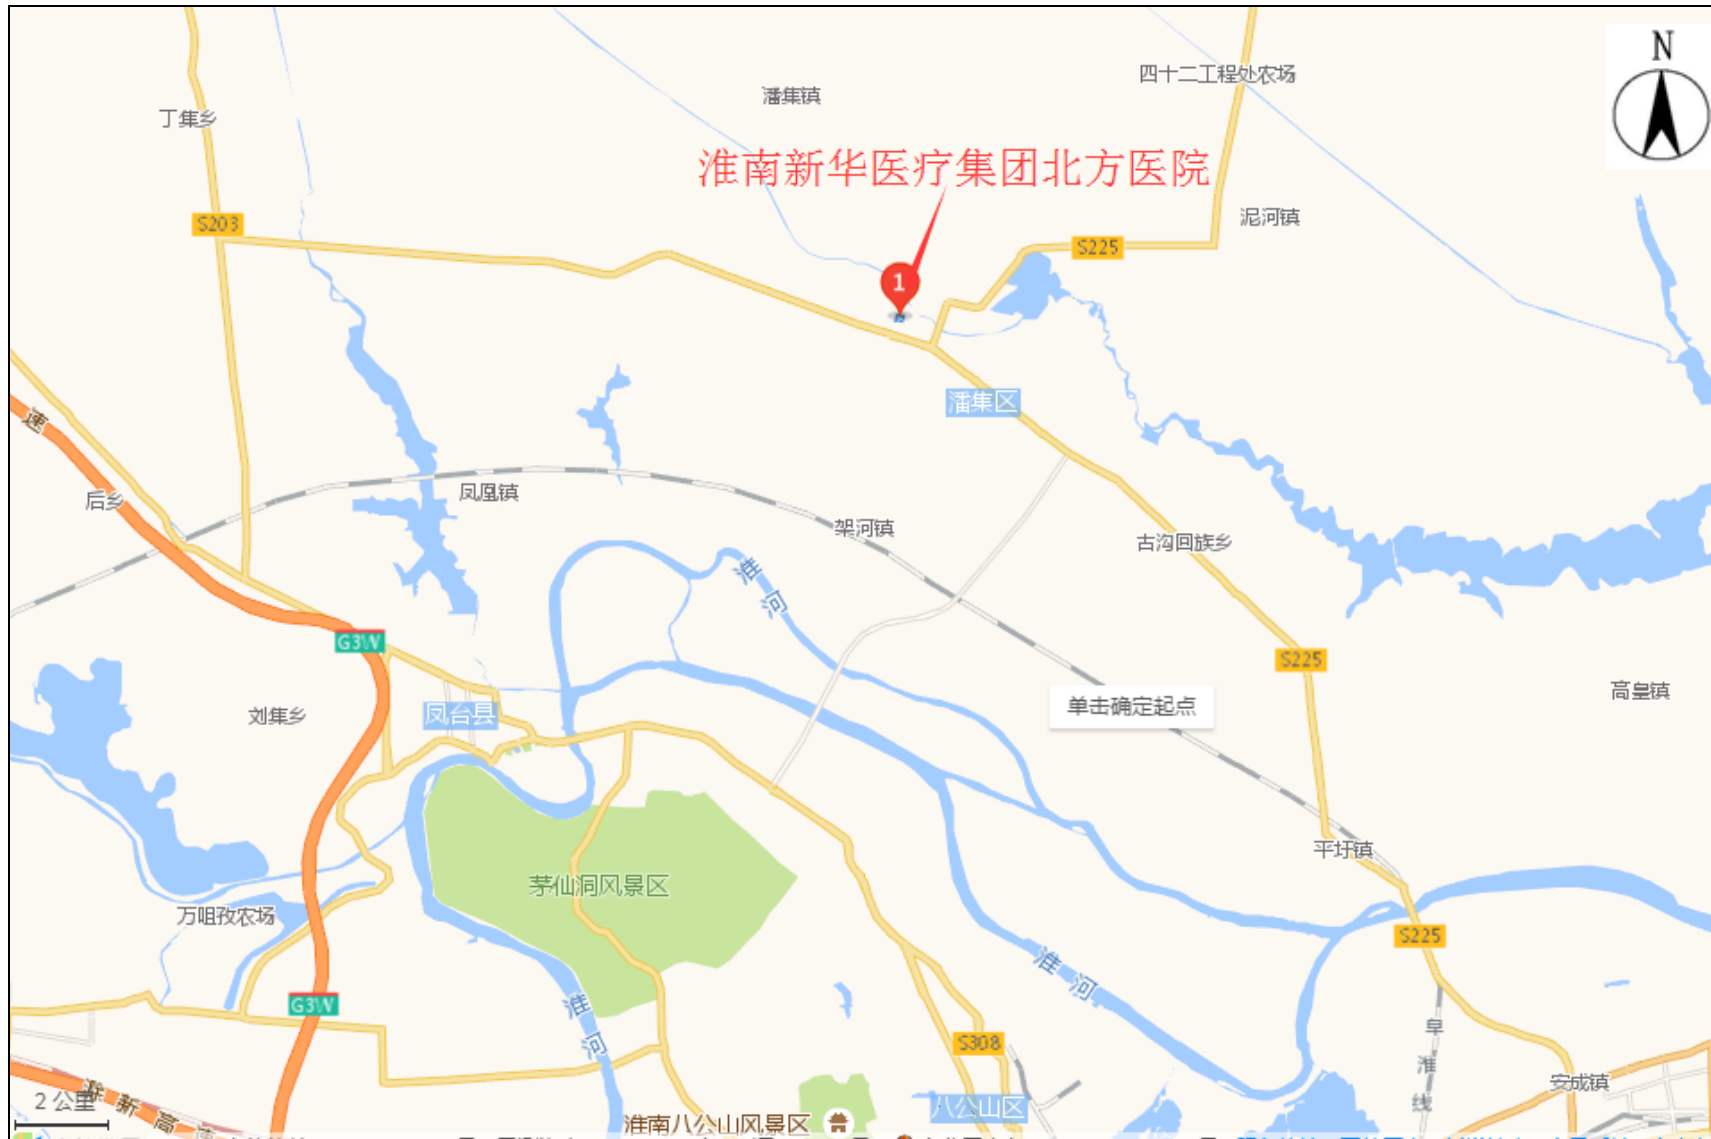 N
四十二工程处农场
潘集镇
丁集乡
淮南新华医疗集团北方医院
S203
泥河镇
S225
1
潘集区
速
后乡
凤凰镇
架河镇
古沟回族乡
淮河
G3W
S225
高皇镇
单击确定起点
刘集乡
凤台县
平圩镇
茅仙洞风景区
万咀孜农场
S225
淮河
G3W
淮河
S308
阜淮线
安成镇
滁新高速
2 公里
八公山区
淮南八公山风景区